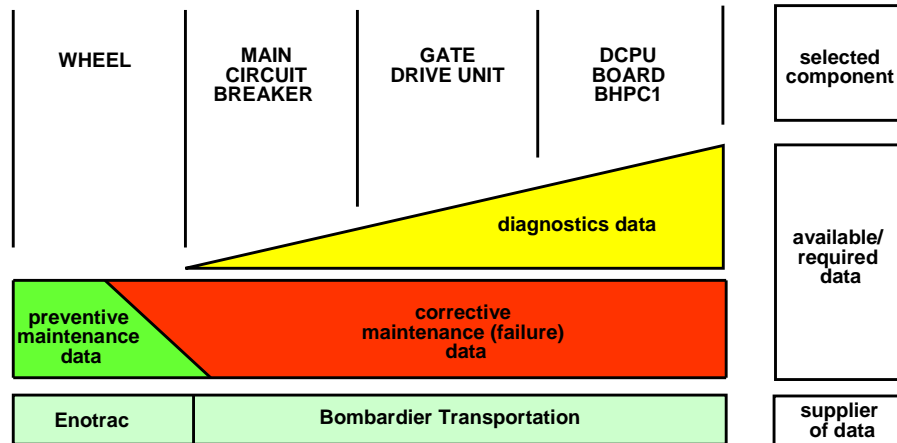 WHEEL
MAIN
CIRCUIT
BREAKER
GATE
DRIVE UNIT
DCPU
BOARD
BHPC1
selected
component
diagnostics data
available/
required
data
preventive
maintenance
data
corrective
maintenance (failure)
data
Enotrac
Bombardier Transportation
supplier
of data